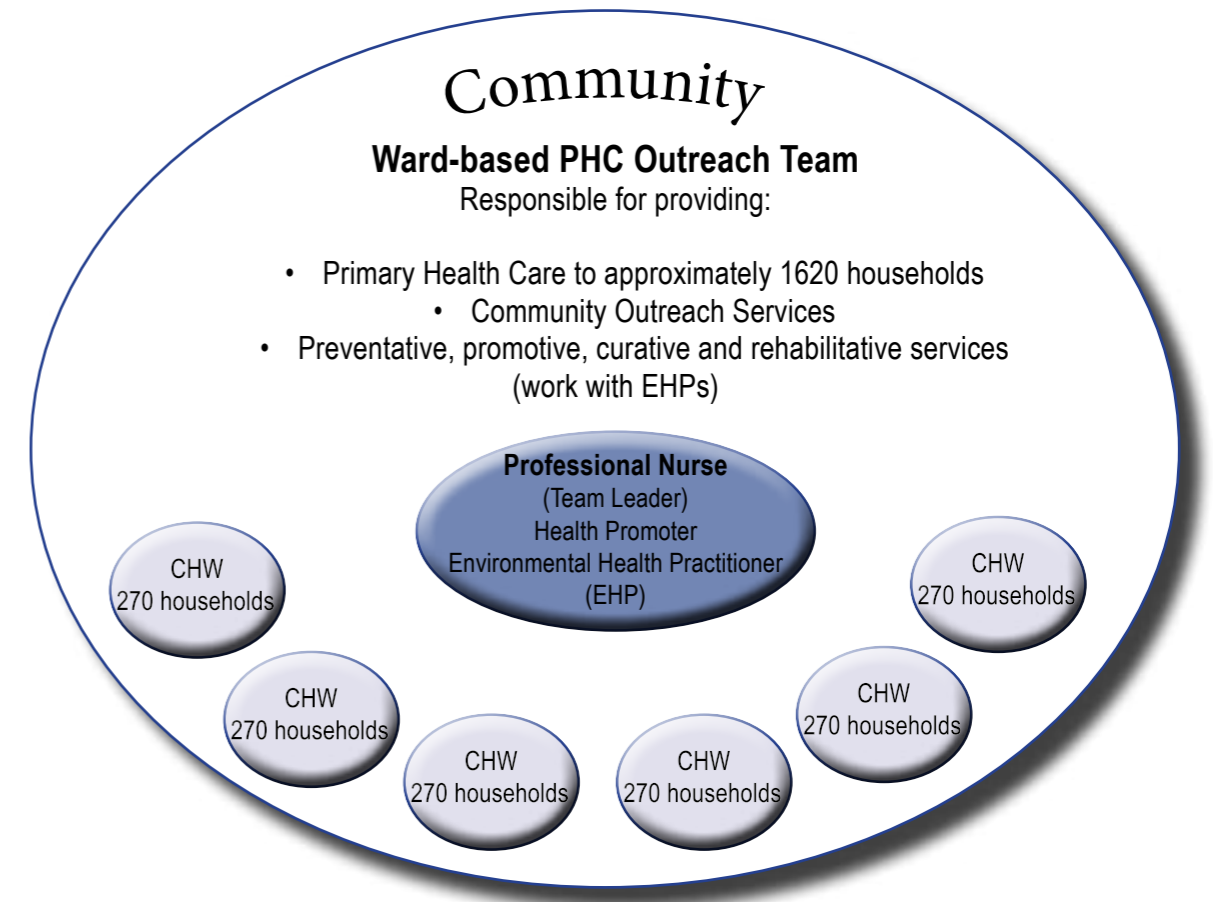 Community
Ward-based PHC Outreach Team
Responsible for providing:
• Primary Health Care to approximately 1620 households
• Community Outreach Services
• Preventative, promotive, curative and rehabilitative services
(work with EHPs)
Professional Nurse
(Team Leader)
Health Promoter
Environmental Health Practitioner
(EHP)
CHW
270 households
CHW
270 households
CHW
270 households
CHW
270 households
CHW
270 households
CHW
270 households